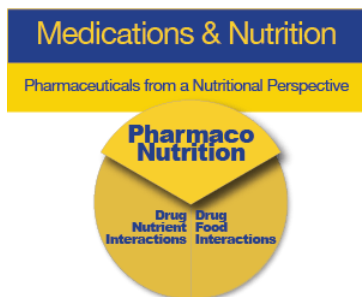 Medications & Nutrition
Pharmaceuticals from a Nutritional Perspective
Pharmaco
Nutrition
Drug
Nutrient
Interactions
Drug
Food
Interactions